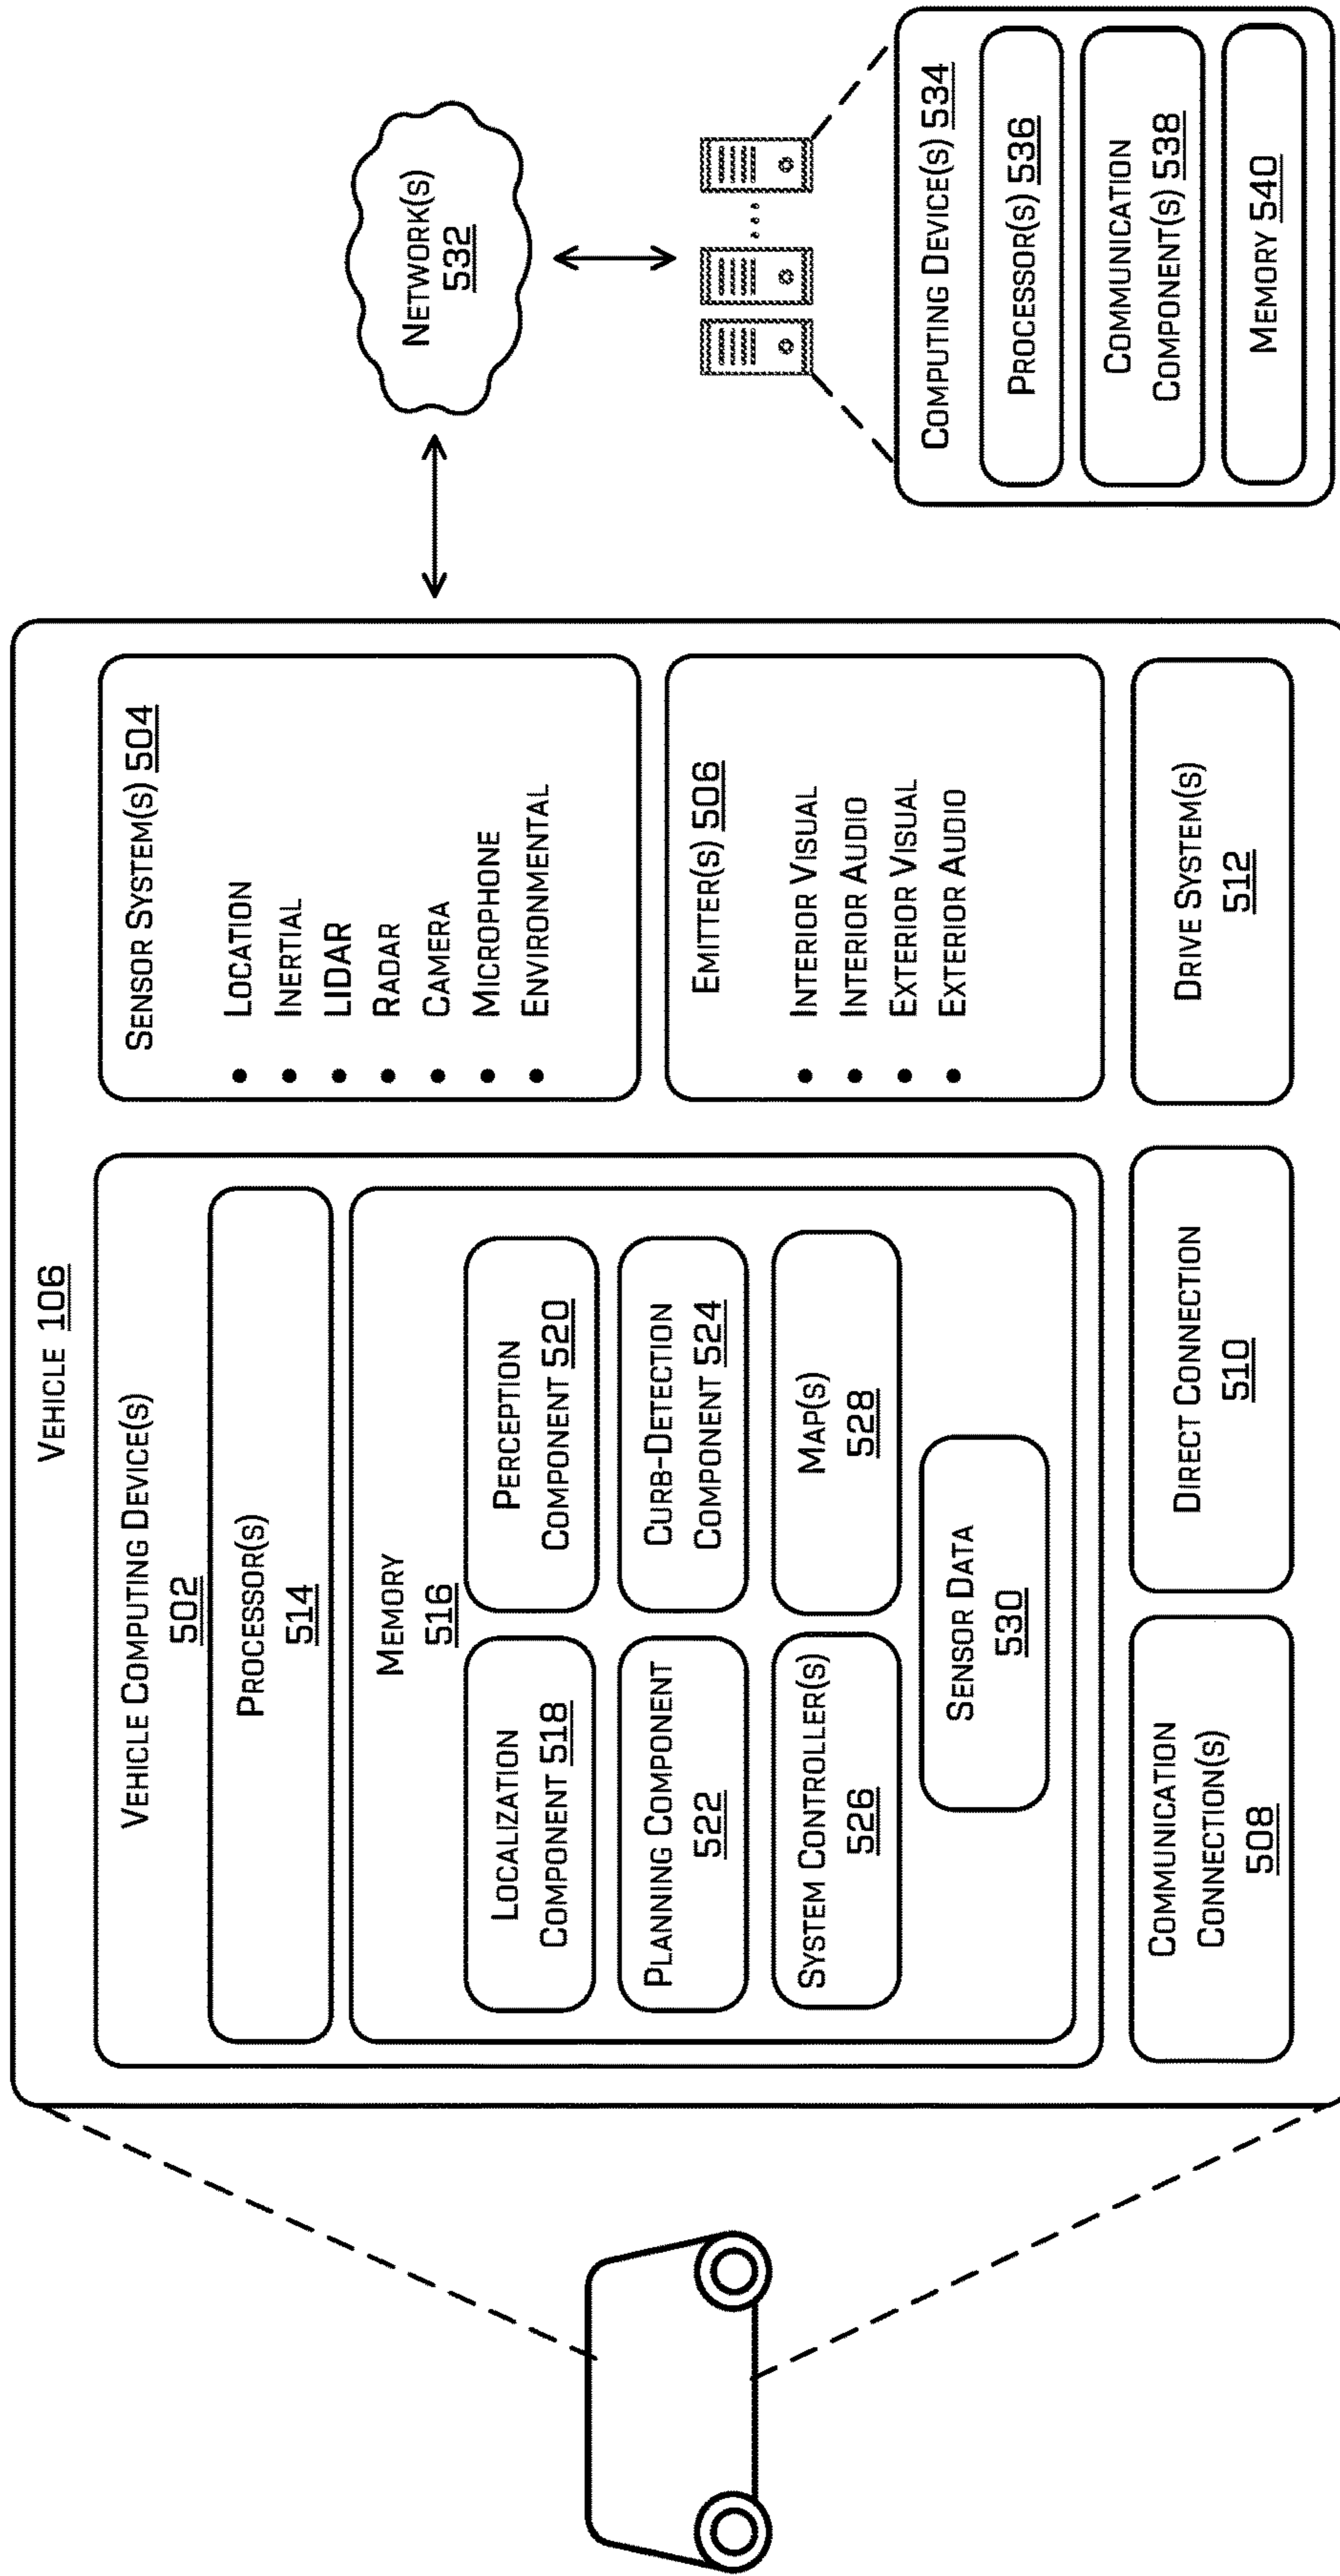 VEHICLE 106
VEHICLE COMPUTING DEVICE(S)
502
PROCESSOR(S)
514
MEMORY
516
LOCALIZATION
COMPONENT 518
PERCEPTION
COMPONENT 520
PLANNING COMPONENT
522
CURB-DETECTION
COMPONENT 524
SYSTEM CONTROLLER(S)
526
MAP(S)
528
SENSOR DATA
530
SENSOR SYSTEM(S) 504
• LOCATION
• INERTIAL
• LIDAR
• RADAR
• CAMERA
• MICROPHONE
• ENVIRONMENTAL
EMITTER(S) 506
• INTERIOR VISUAL
• INTERIOR AUDIO
• EXTERIOR VISUAL
• EXTERIOR AUDIO
COMMUNICATION
CONNECTION(S)
508
DIRECT CONNECTION
510
DRIVE SYSTEM(S)
512
NETWORK(S)
532
COMPUTING DEVICE(S) 534
PROCESSOR(S) 536
COMMUNICATION
COMPONENT(S) 538
MEMORY 540